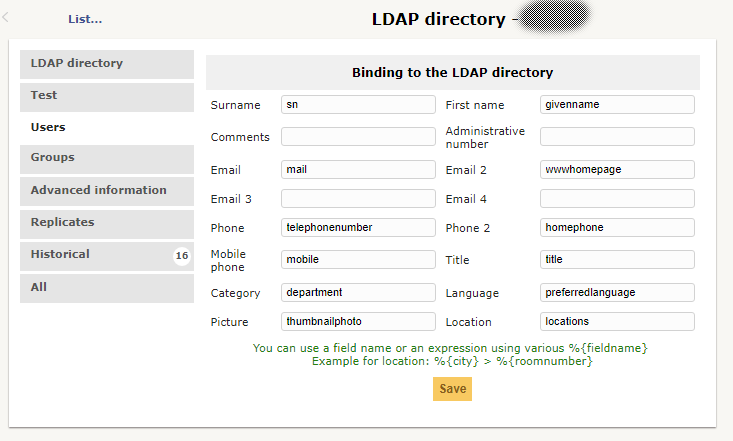 List...
LDAP directory -
LDAP directory
Test
Users
Groups
Advanced information
Replicates
Historical 16
All
Binding to the LDAP directory
Surname sn First name givenname
Comments Administrative number
Email mail Email 2 wwwhomepage
Email 3 Email 4
Phone telephonenumber Phone 2 homephone
Mobile phone mobile Title title
Category department Language preferredlanguage
Picture thumbnailphoto Location locations
You can use a field name or an expression using various %{fieldname}
Example for location: %{city} > %{roomnumber}
Save